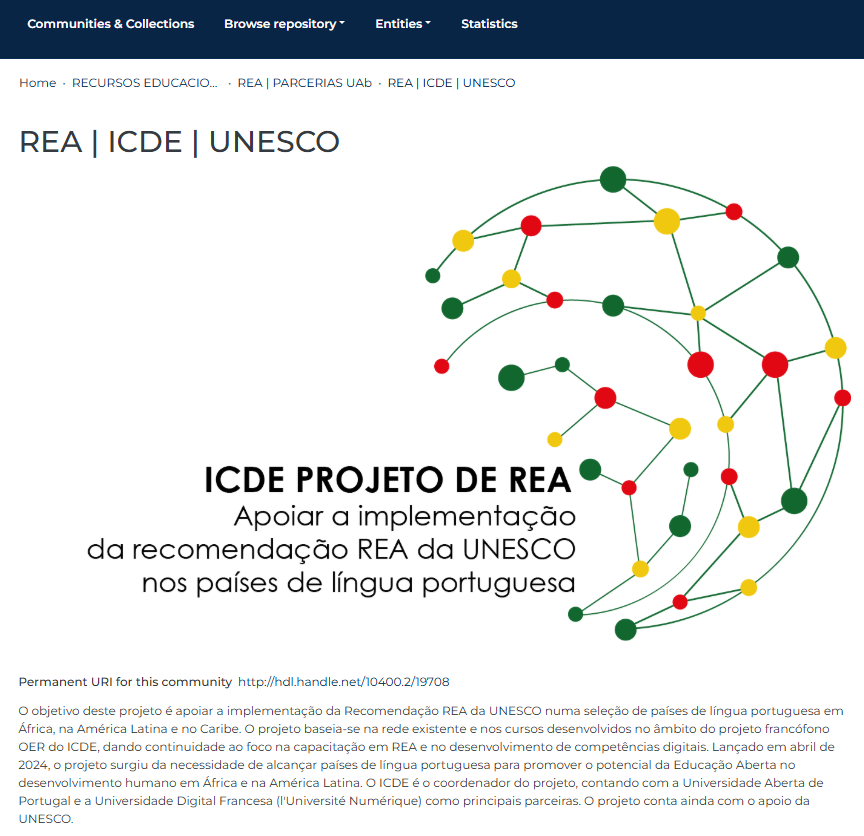 Communities & Collections Browse repository Entities Statistics
Home · RECURSOS EDUCACIO... · REA | PARCERIAS UAb · REA | ICDE | UNESCO
REA | ICDE | UNESCO
ICDE PROJETO DE REA
Apoiar a implementação
da recomendação REA da UNESCO
nos países de língua portuguesa
Permanent URI for this community http://hdl.handle.net/10400.2/19708
O objetivo deste projeto é apoiar a implementação da Recomendação REA da UNESCO numa seleção de países de língua portuguesa em
África, na América Latina e no Caribe. O projeto baseia-se na rede existente e nos cursos desenvolvidos no âmbito do projeto francófono
OER do ICDE, dando continuidade ao foco na capacitação em REA e no desenvolvimento de competências digitais. Lançado em abril de
2024, o projeto surgiu da necessidade de alcançar países de língua portuguesa para promover o potencial da Educação Aberta no
desenvolvimento humano em África e na América Latina. O ICDE é o coordenador do projeto, contando com a Universidade Aberta de
Portugal e a Universidade Digital Francesa (l'Université Numérique) como principais parceiras. O projeto conta ainda com o apoio da
UNESCO.